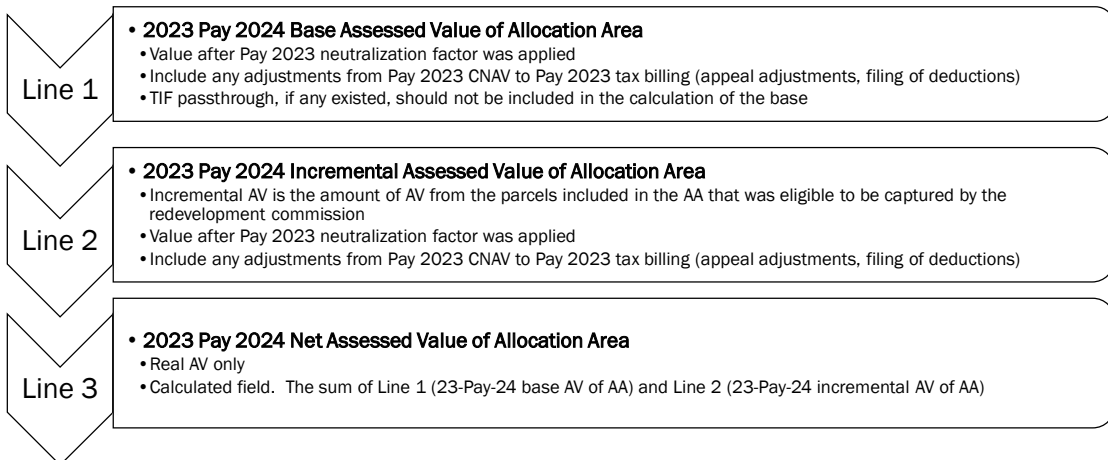 Line 1
• 2023 Pay 2024 Base Assessed Value of Allocation Area
•Value after Pay 2023 neutralization factor was applied
•Include any adjustments from Pay 2023 CNAV to Pay 2023 tax billing (appeal adjustments, filing of deductions)
•TIF passthrough, if any existed, should not be included in the calculation of the base
Line 2
• 2023 Pay 2024 Incremental Assessed Value of Allocation Area
•Incremental AV is the amount of AV from the parcels included in the AA that was eligible to be captured by the
redevelopment commission
•Value after Pay 2023 neutralization factor was applied
•Include any adjustments from Pay 2023 CNAV to Pay 2023 tax billing (appeal adjustments, filing of deductions)
Line 3
• 2023 Pay 2024 Net Assessed Value of Allocation Area
•Real AV only
•Calculated field.  The sum of Line 1 (23-Pay-24 base AV of AA) and Line 2 (23-Pay-24 incremental AV of AA)